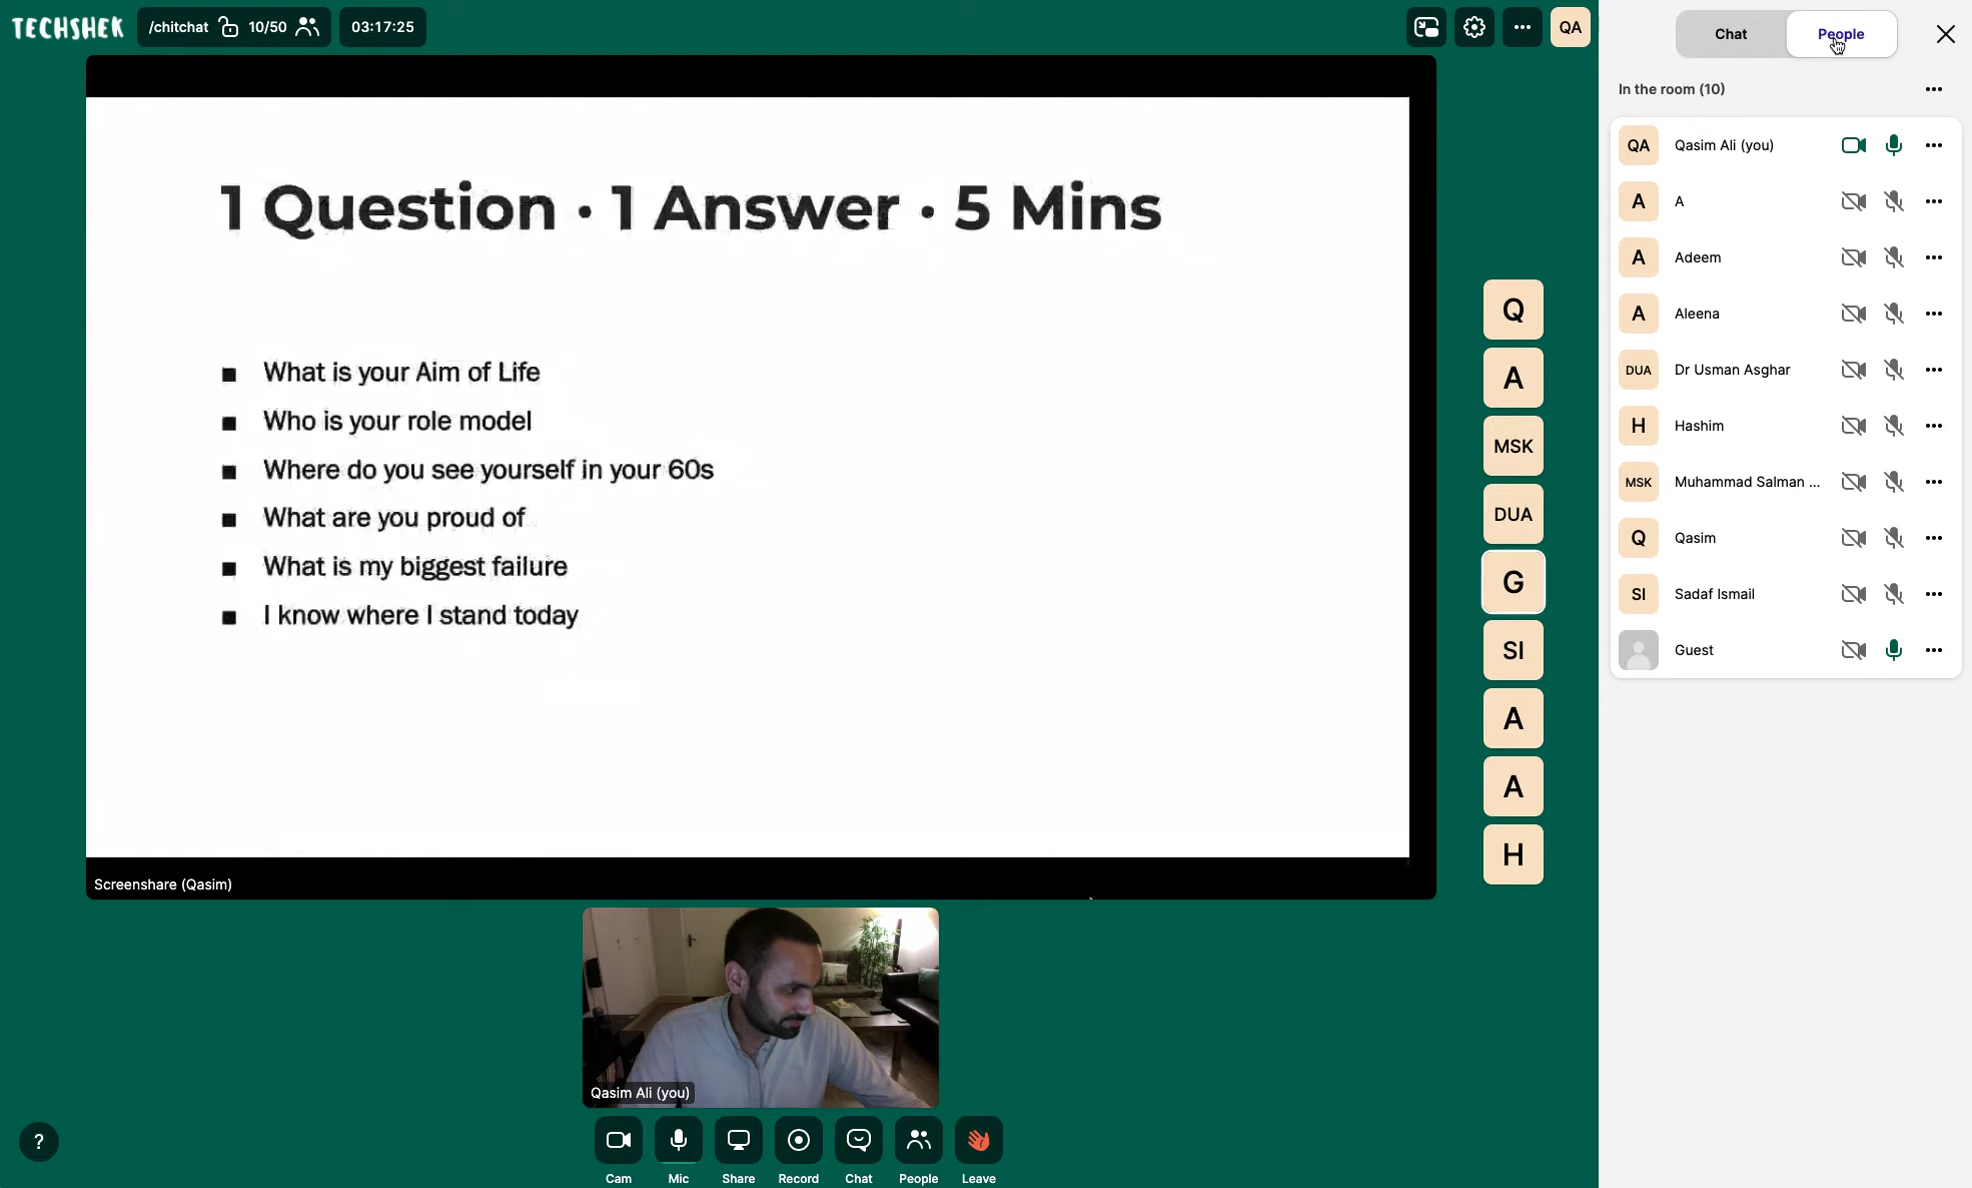 TECHSHEK
/chitchat 10/50
03:17:25
QA
1 Question · 1 Answer · 5 Mins
■ What is your Aim of Life
■ Who is your role model
■ Where do you see yourself in your 60s
■ What are you proud of
■ What is my biggest failure
■ I know where I stand today
Screenshare (Qasim)
Q
A
MSK
DUA
G
SI
A
A
H
Qasim Ali (you)
?
Cam
Mic
Share
Record
Chat
People
Leave
Chat
People
In the room (10)
QA Qasim Ali (you)
A A
A Adeem
A Aleena
DUA Dr Usman Asghar
H Hashim
MSK Muhammad Salman ...
Q Qasim
SI Sadaf Ismail
Guest